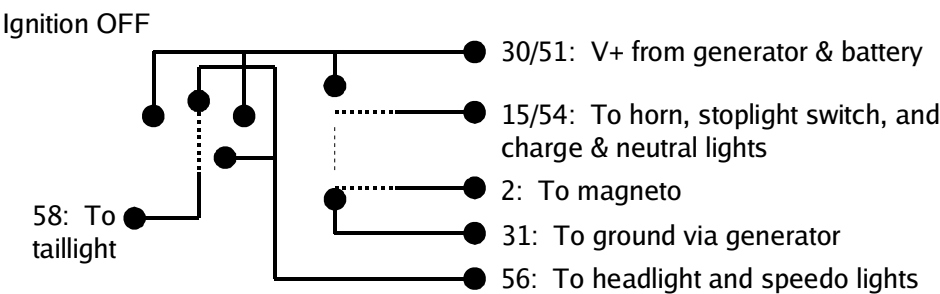 Ignition OFF
30/51:  V+ from generator & battery
15/54:  To horn, stoplight switch, and
charge & neutral lights
2:  To magneto
58:  To
taillight
31:  To ground via generator
56:  To headlight and speedo lights